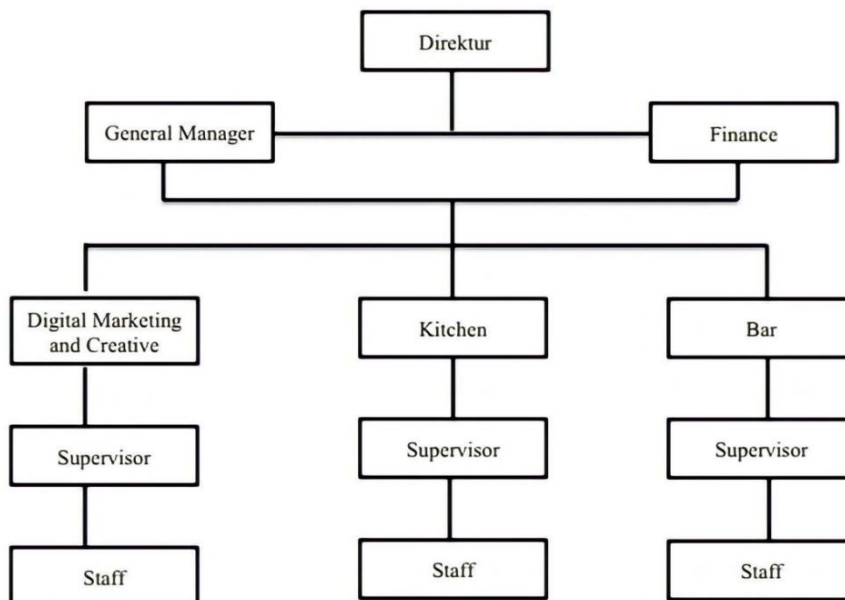 Direktur
General Manager
Finance
Digital Marketing
and Creative
Kitchen
Bar
Supervisor
Supervisor
Supervisor
Staff
Staff
Staff